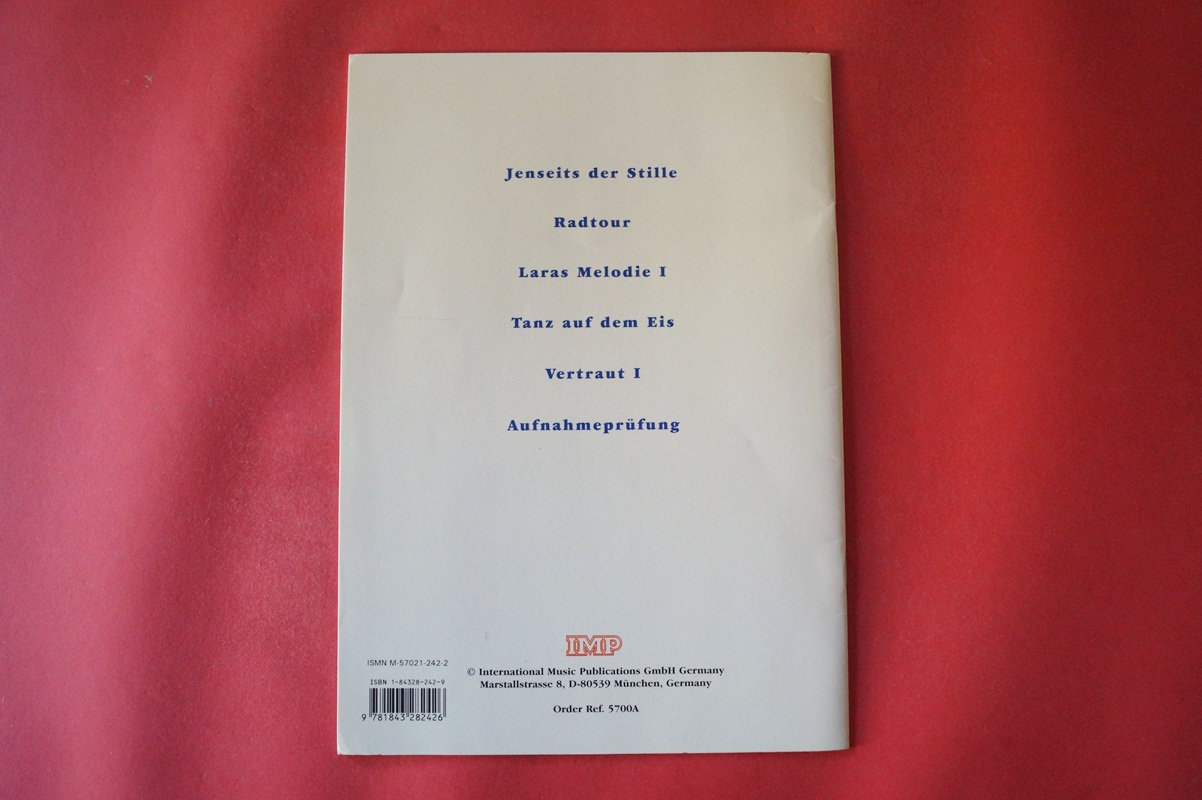 Jenseits der Stille
Radtour
Laras Melodie I
Tanz auf dem Eis
Vertraut I
Aufnahmeprüfung
IMP
© International Music Publications GmbH Germany
Marstallstrasse 8, D-80539 München, Germany
Order Ref. 5700A
ISMN M-57021-242-2
ISBN 1-84328-242-9
9 781843 282426